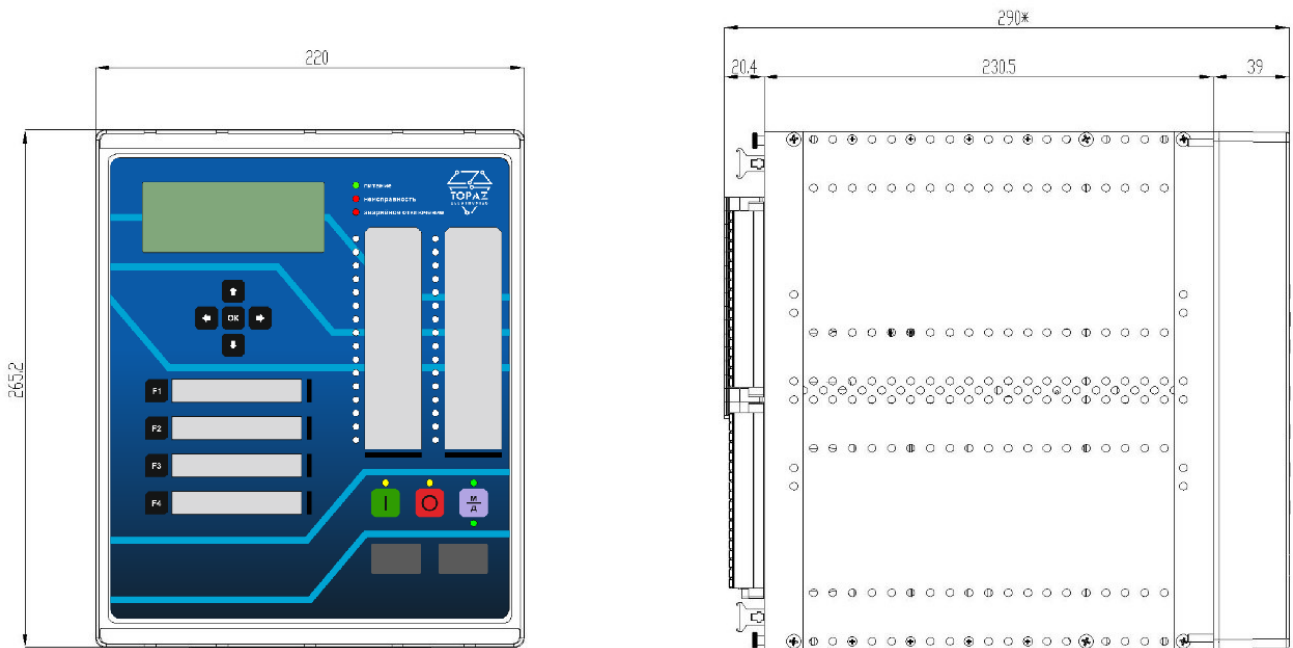 290*
220
20.4
230.5
39
265.2
питание
неисправность
аварийное отключение
TOPAZ
ELECTRONICS
OK
F1
F2
F3
F4
I
O
М
Д